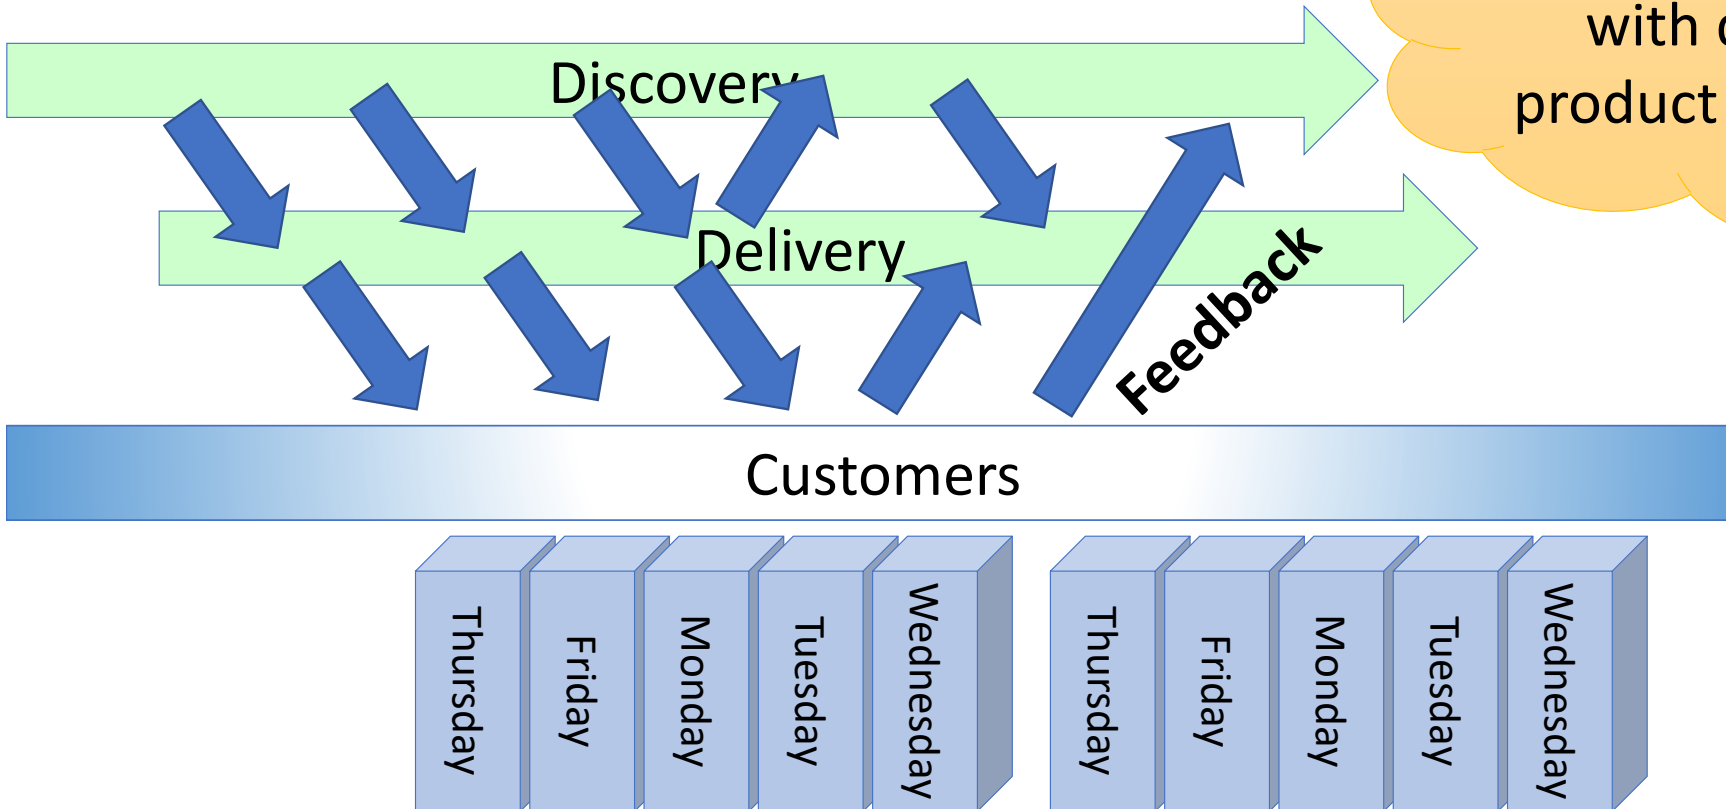 with
product
Discovery
Delivery
Feedback
Customers
Thursday
Friday
Monday
Tuesday
Wednesday
Thursday
Friday
Monday
Tuesday
Wednesday